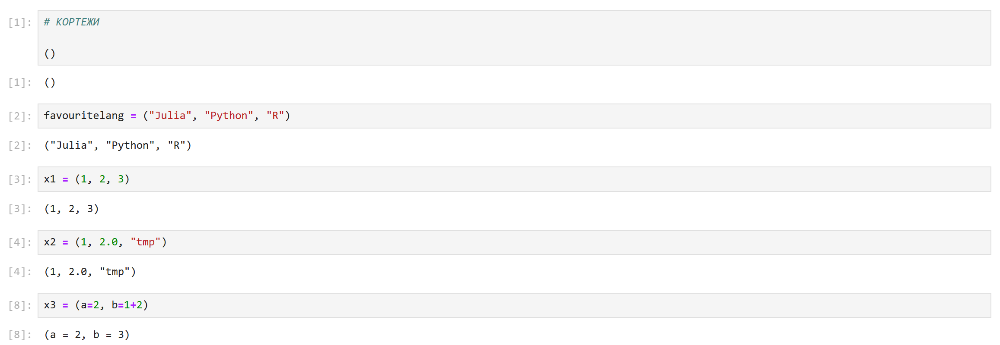 [1]: # КОРТЕЖИ
()
[1]: ()
[2]: favouritelang = ("Julia", "Python", "R")
[2]: ("Julia", "Python", "R")
[3]: x1 = (1, 2, 3)
[3]: (1, 2, 3)
[4]: x2 = (1, 2.0, "tmp")
[4]: (1, 2.0, "tmp")
[8]: x3 = (a=2, b=1+2)
[8]: (a = 2, b = 3)